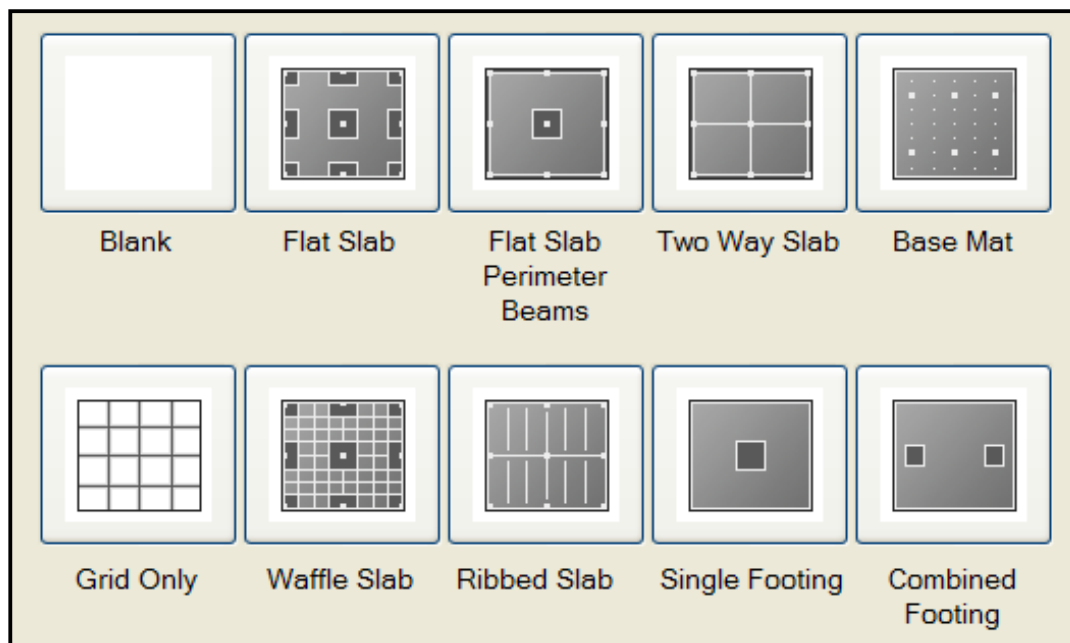 Blank
Flat Slab
Flat Slab
Perimeter
Beams
Two Way Slab
Base Mat
Grid Only
Waffle Slab
Ribbed Slab
Single Footing
Combined
Footing